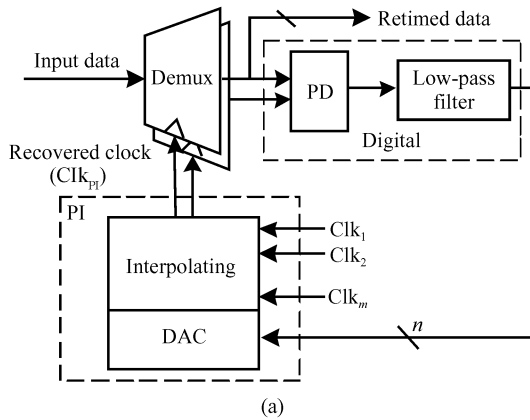 Retimed data
Input data
Demux
PD
Low-pass
filter
Digital
Recovered clock
(Clk_PI)
PI
Interpolating
Clk_1
Clk_2
Clk_m
DAC
n
(a)